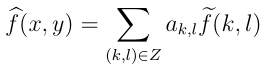 $\widehat{f}(x, y) = \sum_{(k,l) \in Z} a_{k,l} \widetilde{f}(k, l)$